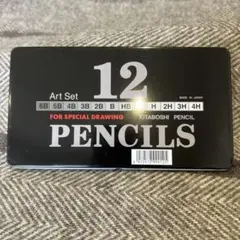 12
MADE IN JAPAN
Art Set
6B 5B 4B 3B 2B B HB F H 2H 3H 4H
FOR SPECIAL DRAWING KITABOSHI PENCIL
PENCILS